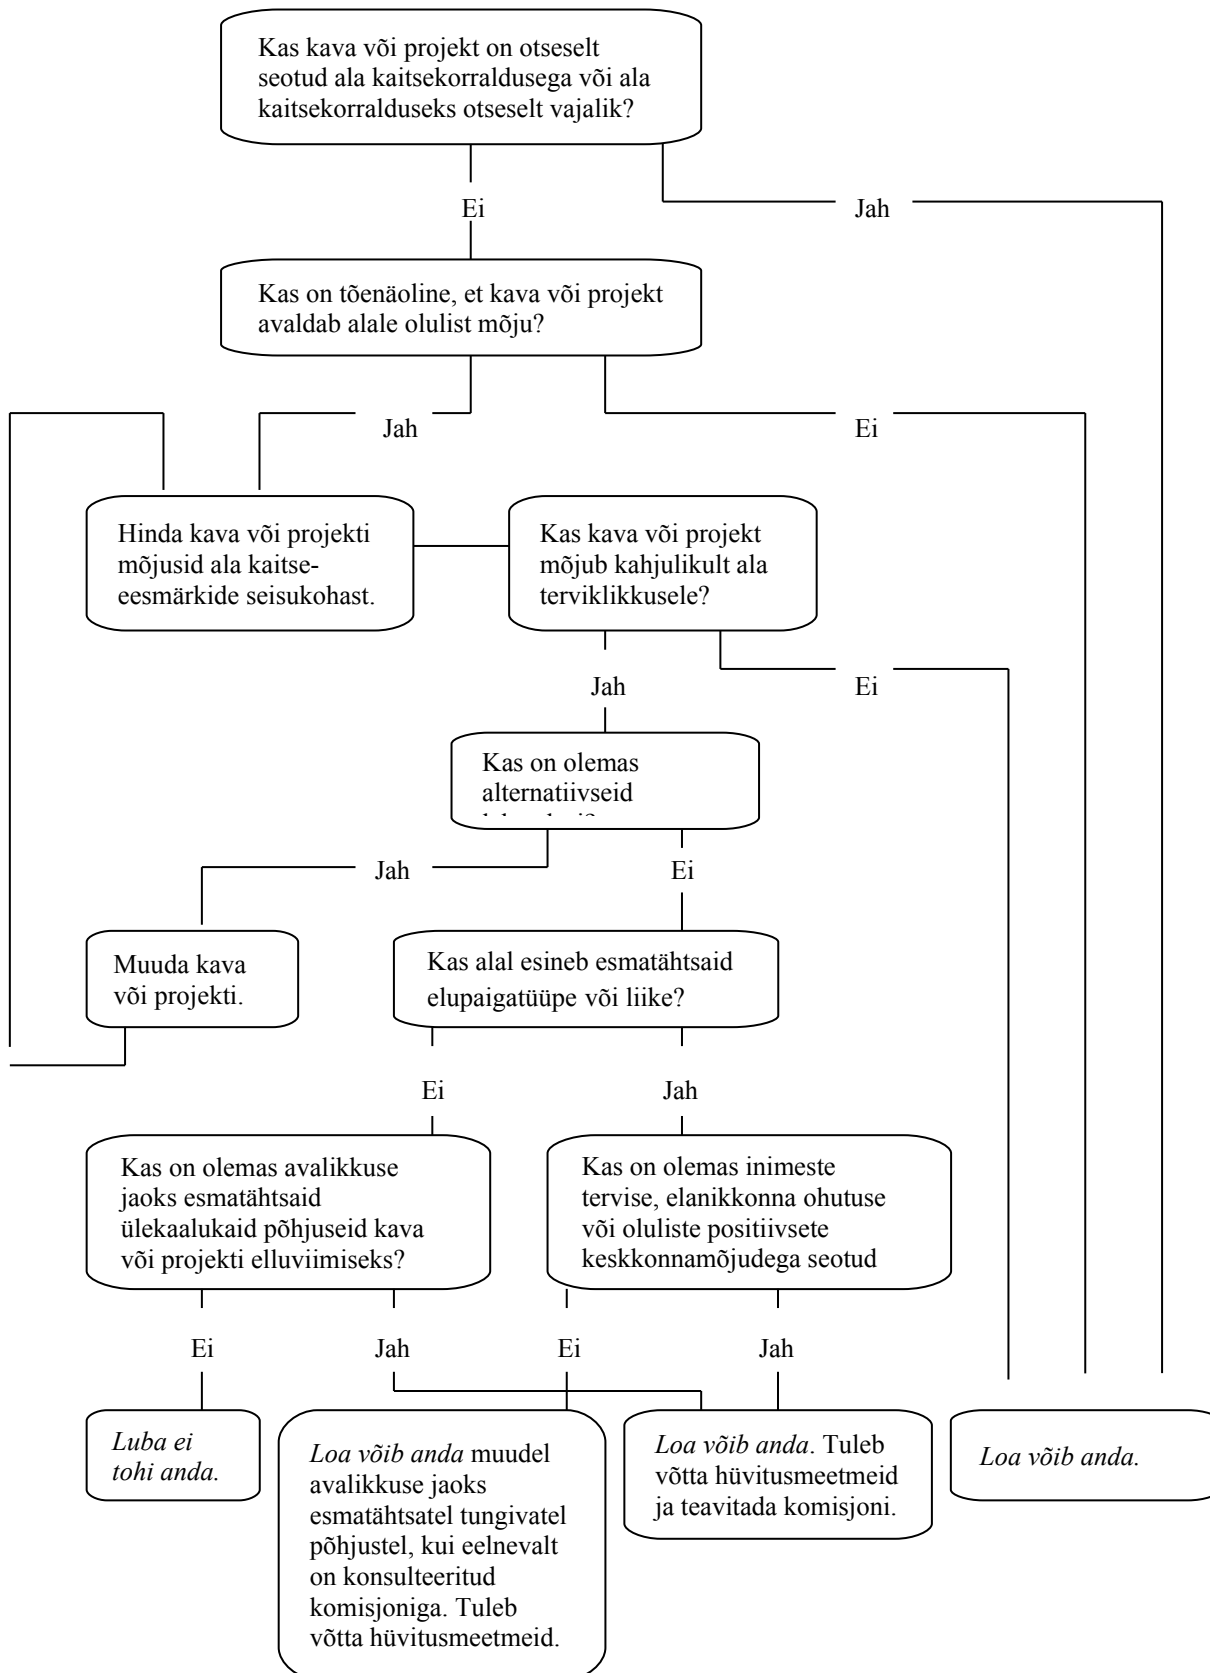 Kas kava või projekt on otseselt
seotud ala kaitsekorraldusega või ala
kaitsekorralduseks otseselt vajalik?
Ei
Jah
Kas on tõenäoline, et kava või projekt
avaldab alale olulist mõju?
Jah
Ei
Hinda kava või projekti
mõjusid ala kaitse-
eesmärkide seisukohast.
Kas kava või projekt
mõjub kahjulikult ala
terviklikkusele?
Jah
Ei
Kas on olemas
alternatiivseid
Jah
Ei
Muuda kava
või projekti.
Kas alal esineb esmatähtsaid
elupaigatüüpe või liike?
Ei
Jah
Kas on olemas avalikkuse
jaoks esmatähtsaid
ülekaalukaid põhjuseid kava
või projekti elluviimiseks?
Kas on olemas inimeste
tervise, elanikkonna ohutuse
või oluliste positiivsete
keskkonnamõjudega seotud
Ei
Jah
Ei
Jah
Luba ei
tohi anda.
Loa võib anda muudel
avalikkuse jaoks
esmatähtsatel tungivatel
põhjustel, kui eelnevalt
on konsulteeritud
komisjoniga. Tuleb
võtta hüvitusmeetmeid.
Loa võib anda. Tuleb
võtta hüvitusmeetmeid
ja teavitada komisjoni.
Loa võib anda.